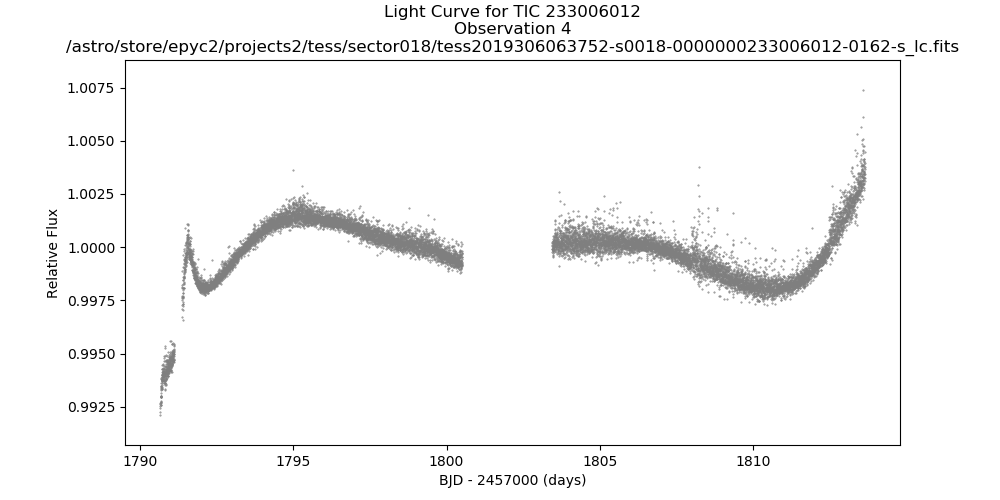 Light Curve for TIC 233006012
Observation 4
/astro/store/epyc2/projects2/tess/sector018/tess2019306063752-s0018-0000000233006012-0162-s_lc.fits
1.0075
1.0050
1.0025
1.0000
0.9975
0.9950
0.9925
Relative Flux
1790 1795 1800 1805 1810
BJD - 2457000 (days)